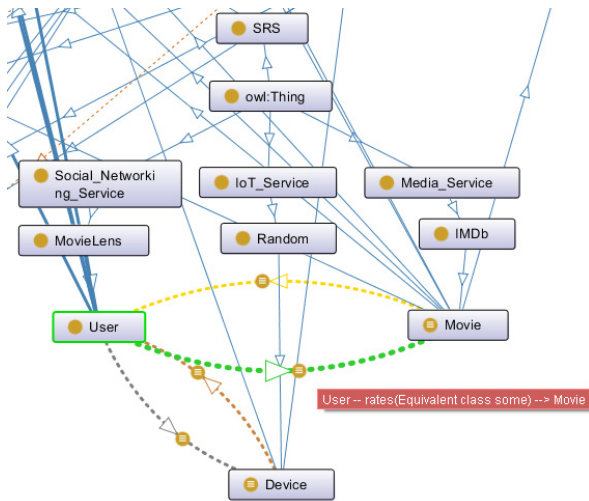 SRS
owl:Thing
Social_Networki
ng_Service
IoT_Service
Media_Service
MovieLens
Random
IMDb
User
Movie
User -- rates(Equivalent class some) --> Movie
Device